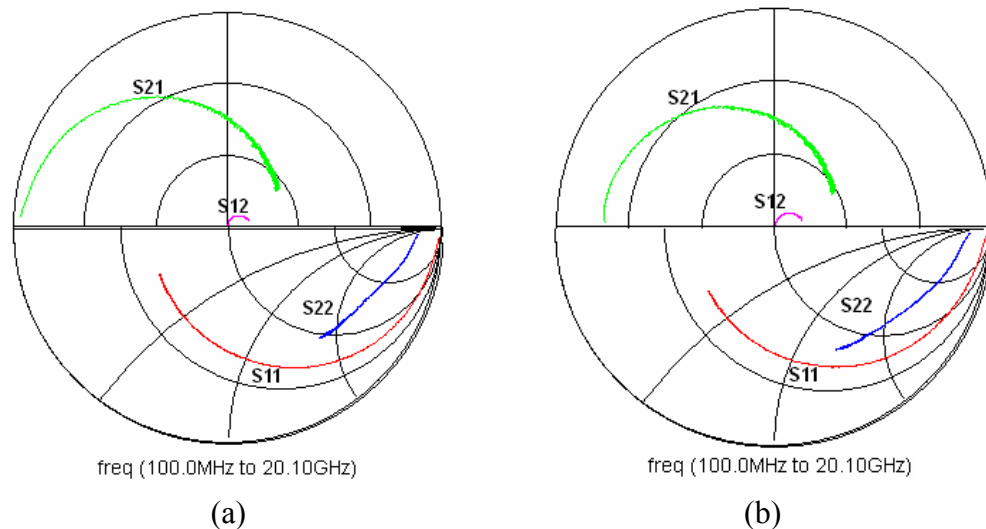 S21
S12
S22
S11
freq (100.0MHz to 20.10GHz)
(a)
S21
S12
S22
S11
freq (100.0MHz to 20.10GHz)
(b)